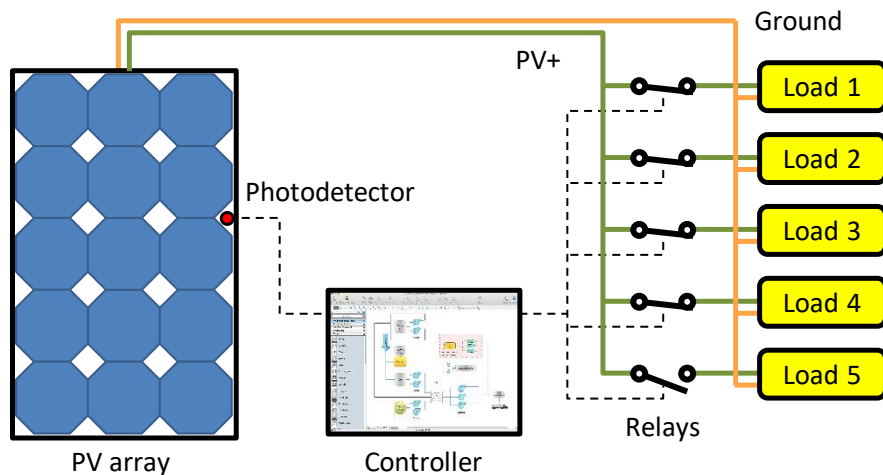 Ground
PV+
Load 1
Load 2
Photodetector
Load 3
Load 4
Load 5
Relays
PV array
Controller